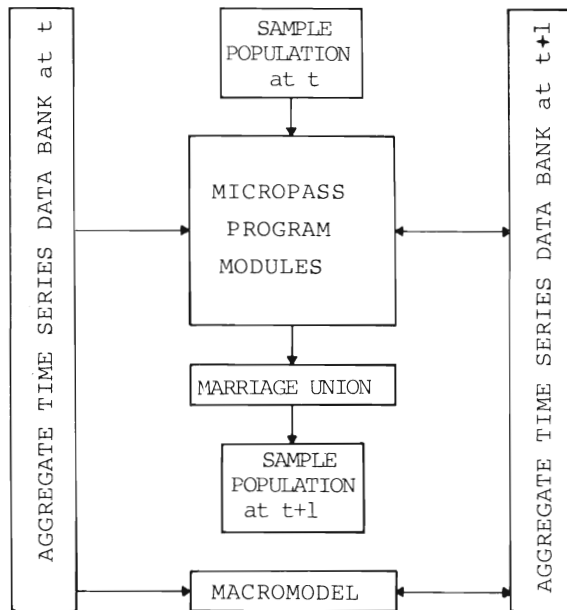 AGGREGATE TIME SERIES DATA BANK at t
SAMPLE
POPULATION
at t
MICROPASS
PROGRAM
MODULES
MARRIAGE UNION
SAMPLE
POPULATION
at t+1
MACROMODEL
AGGREGATE TIME SERIES DATA BANK at t+1